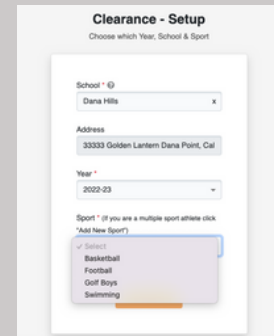 Clearance - Setup
Choose which Year, School & Sport
School *
Dana Hills x
Address
33333 Golden Lantern Dana Point, Cal
Year *
2022-23
Sport * (If you are a multiple sport athlete click
"Add New Sport")
✓ Select
Basketball
Football
Golf Boys
Swimming